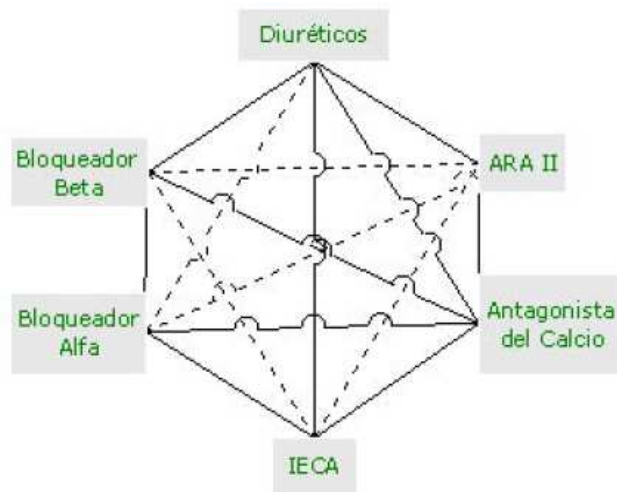 Diuréticos
Bloqueador
Beta
ARA II
Bloqueador
Alfa
Antagonista
del Calcio
IECA